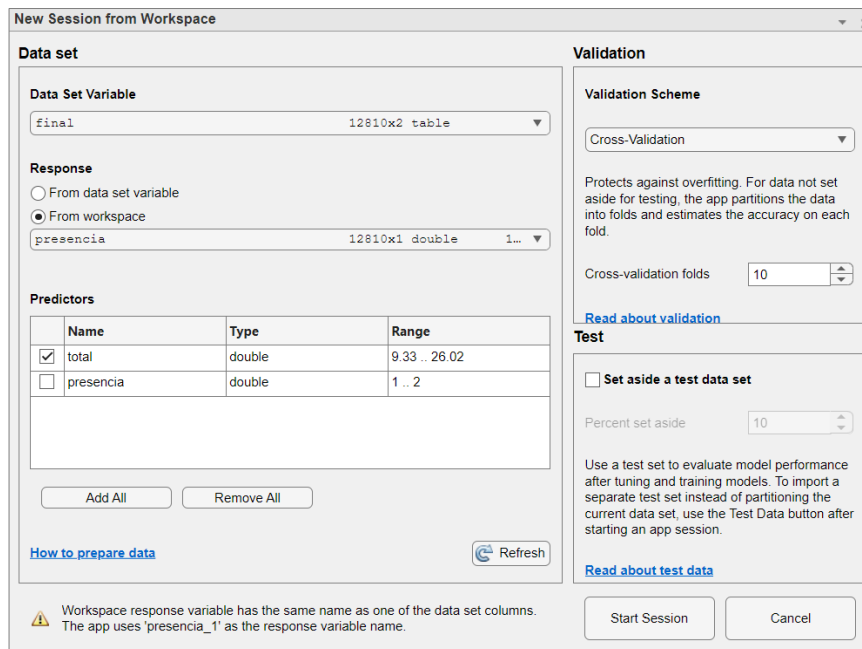 New Session from Workspace
Data set
Data Set Variable
final 12810x2 table
Response
From data set variable
From workspace
presencia 12810x1 double 1...
Predictors
Name Type Range
total double 9.33 .. 26.02
presencia double 1 .. 2
Add All Remove All
How to prepare data
Refresh
Workspace response variable has the same name as one of the data set columns.
The app uses 'presencia_1' as the response variable name.
Validation
Validation Scheme
Cross-Validation
Protects against overfitting. For data not set
aside for testing, the app partitions the data
into folds and estimates the accuracy on each
fold.
Cross-validation folds 10
Read about validation
Test
Set aside a test data set
Percent set aside 10
Use a test set to evaluate model performance
after tuning and training models. To import a
separate test set instead of partitioning the
current data set, use the Test Data button after
starting an app session.
Read about test data
Start Session Cancel